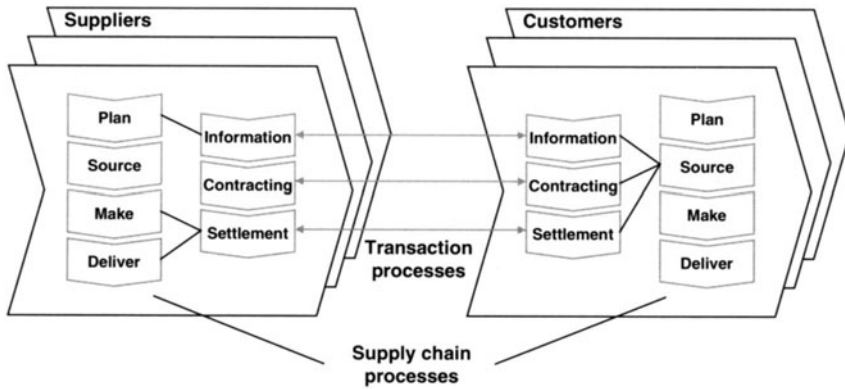 Suppliers
Customers
Plan
Source
Make
Deliver
Information
Contracting
Settlement
Information
Contracting
Settlement
Plan
Source
Make
Deliver
Transaction
processes
Supply chain
processes